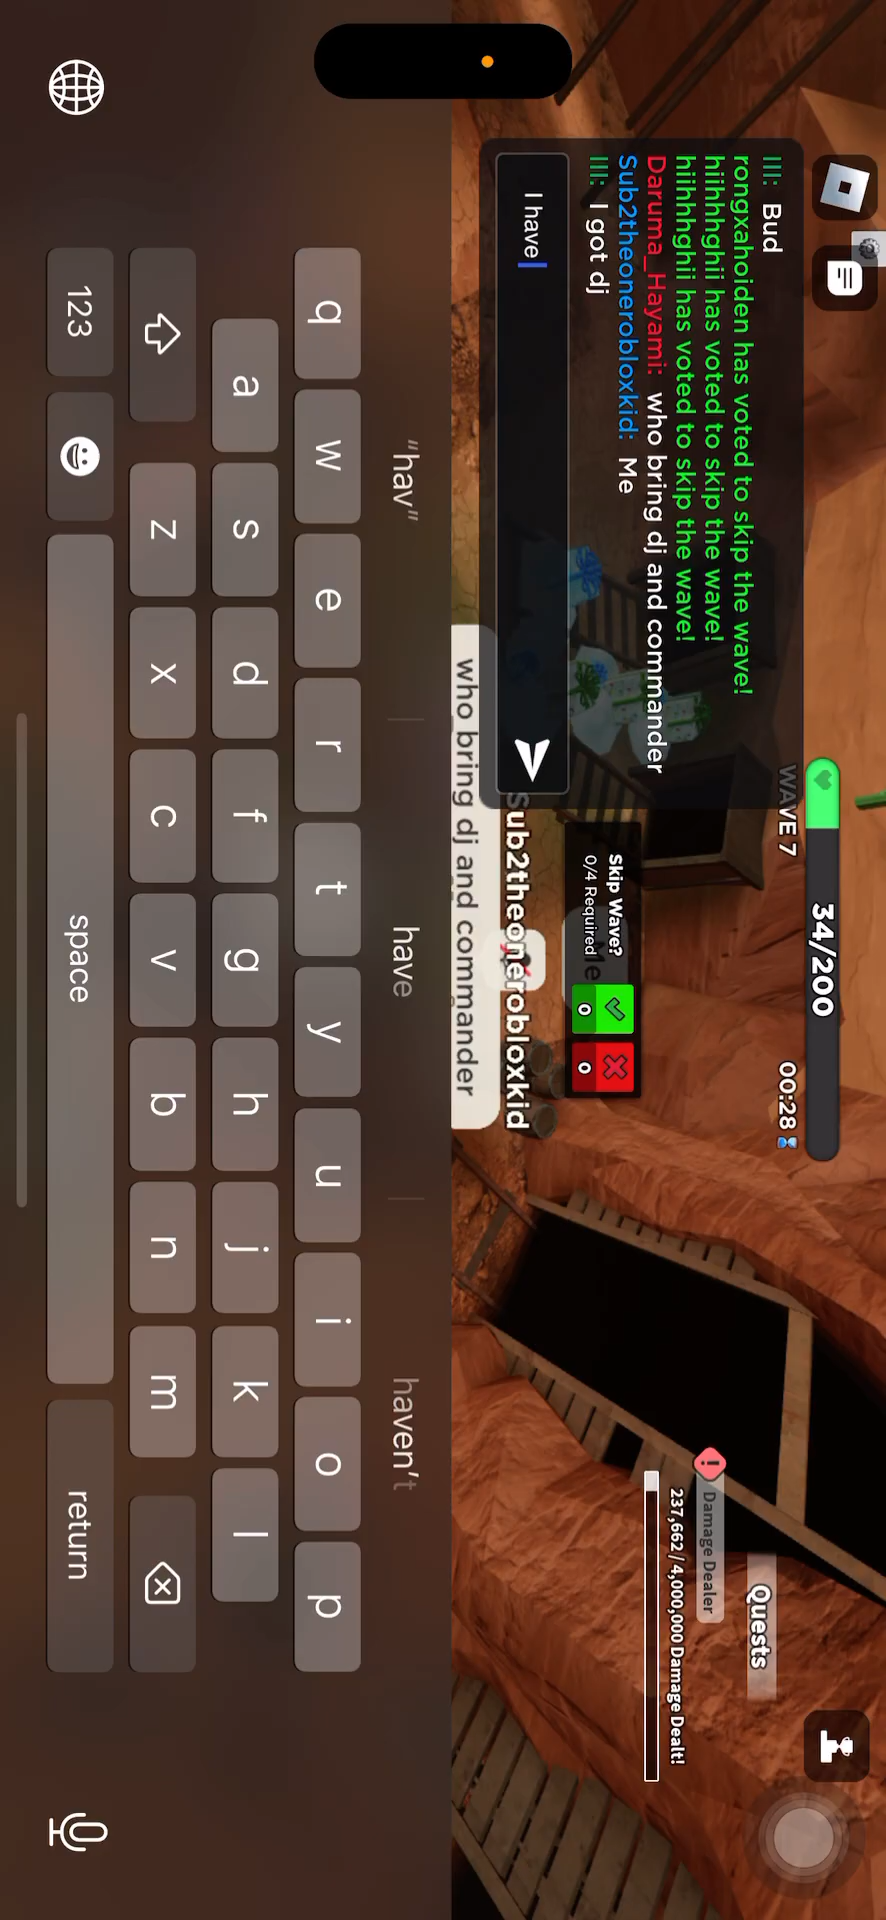 lll: Bud
rongxahoiden has voted to skip the wave!
hiihhhghii has voted to skip the wave!
hiihhhghii has voted to skip the wave!
Daruma_Hayami: who bring dj and commander
Sub2theonerobloxkid: Me
lll: I got dj
I have
WAVE 7
34/200
00:28
Skip Wave?
0/4 Required
0
0
Me
Sub2theonerobloxkid
who bring dj and commander
Quests
Damage Dealer
237,662 / 4,000,000 Damage Dealt!
"hav"
have
haven't
q w e r t y u i o p
a s d f g h j k l
z x c v b n m
123
space
return